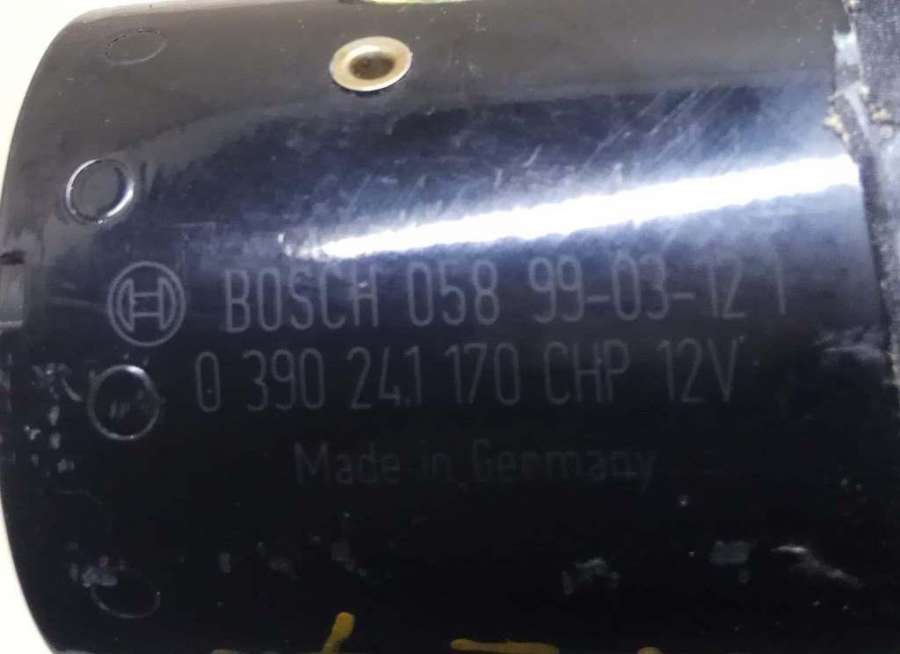 BOSCH 058 99-03-12 1
0 390 241 170 CHP 12V
Made in Germany